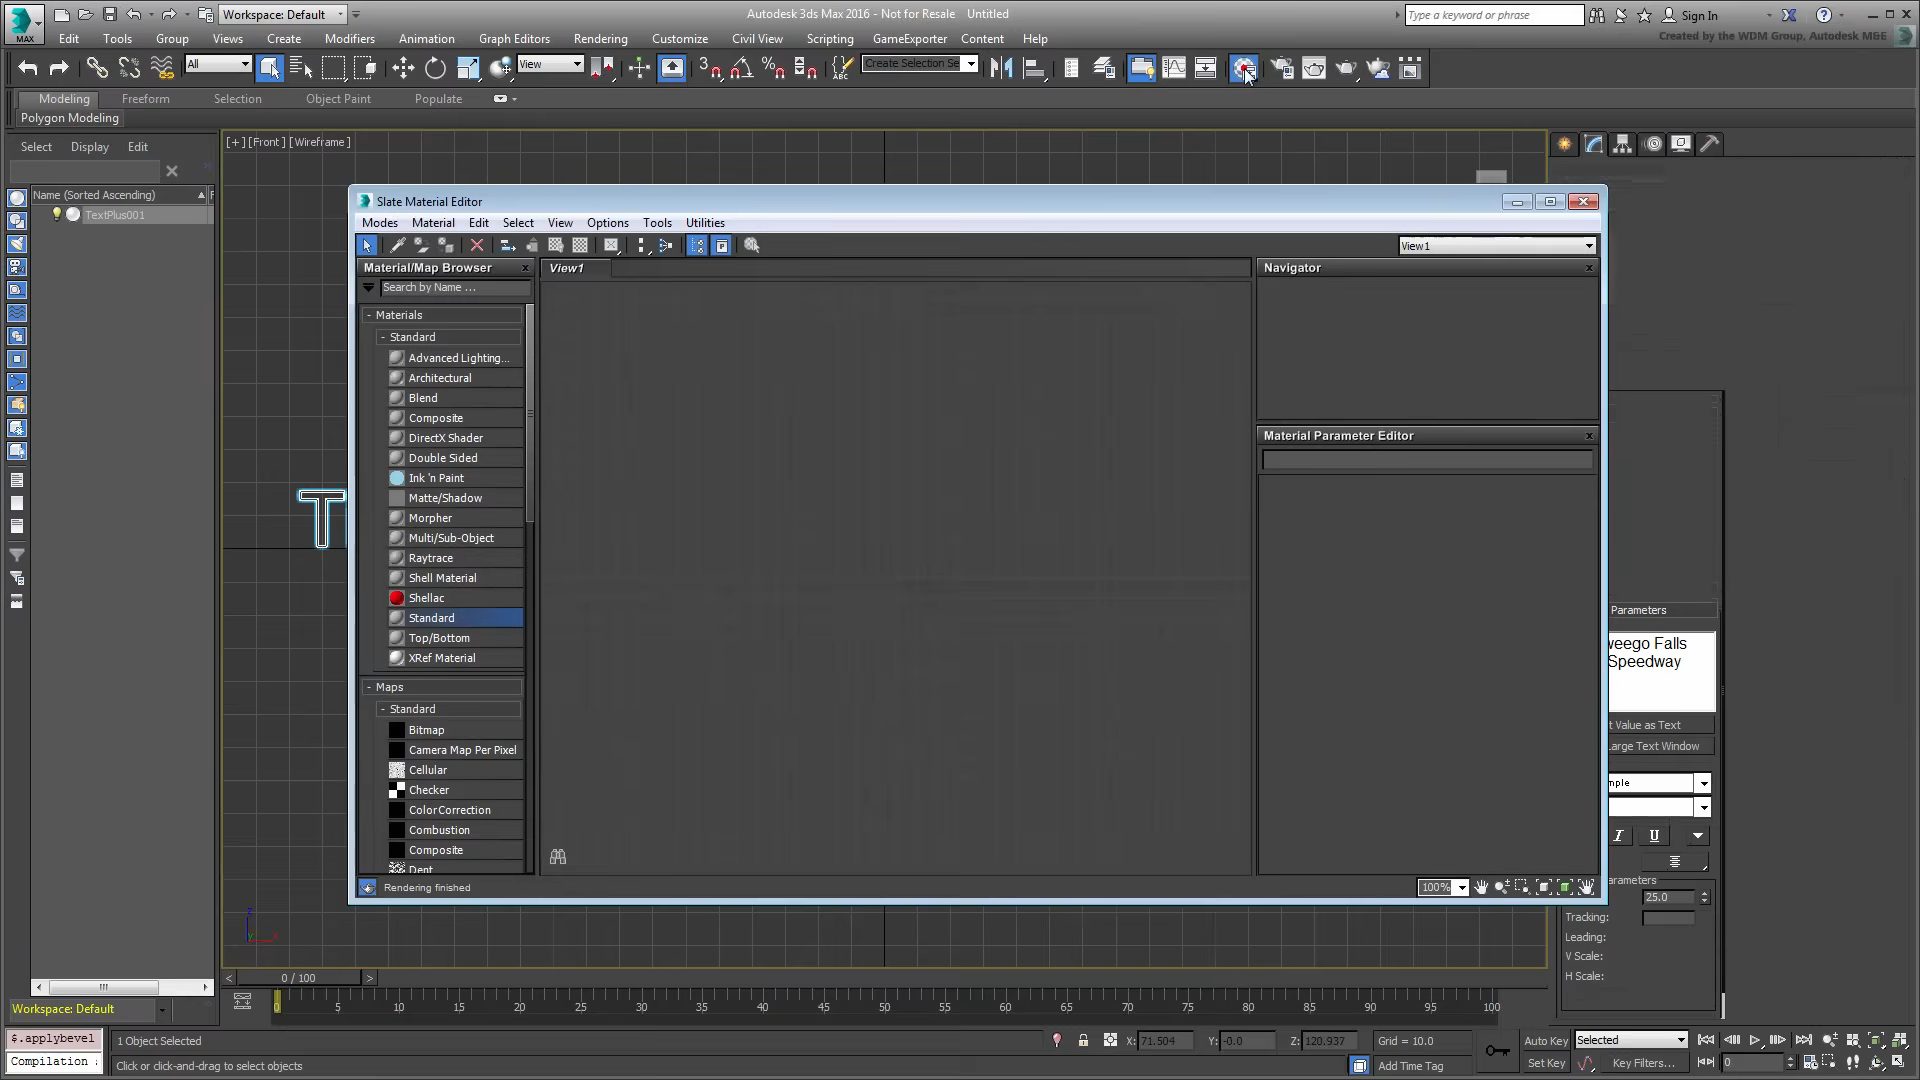 MAX
Workspace: Default
Autodesk 3ds Max 2016 - Not for Resale Untitled
Type a keyword or phrase
Sign In
Edit Tools Group Views Create Modifiers Animation Graph Editors Rendering Customize Civil View Scripting GameExporter Content Help
Created by the WDM Group, Autodesk M&E
All
View
3
Create Selection Se
Modeling Freeform Selection Object Paint Populate
Polygon Modeling
Select Display Edit
[+] [Front] [Wireframe]
Name (Sorted Ascending)
TextPlus001
T
Slate Material Editor
Modes Material Edit Select View Options Tools Utilities
View1
Material/Map Browser
View1
Navigator
Search by Name ...
- Materials
- Standard
Advanced Lighting...
Architectural
Blend
Composite
DirectX Shader
Double Sided
Ink 'n Paint
Matte/Shadow
Morpher
Multi/Sub-Object
Raytrace
Shell Material
Shellac
Standard
Top/Bottom
XRef Material
- Maps
- Standard
Bitmap
Camera Map Per Pixel
Cellular
Checker
Color Correction
Combustion
Composite
Dent
Material Parameter Editor
Rendering finished
100%
Parameters
weego Falls
Speedway
t Value as Text
Large Text Window
mple
I U
arameters
25.0
Tracking:
Leading:
V Scale:
H Scale:
z
x
y
< 0 / 100 >
Workspace: Default
0 5 10 15 20 25 30 35 40 45 50 55 60 65 70 75 80 85 90 95 100
$.applybevel
Compilation :
1 Object Selected
Click or click-and-drag to select objects
X: 71.504 Y: -0.0 Z: 120.937 Grid = 10.0
Add Time Tag
Auto Key Selected
Set Key Key Filters...
0